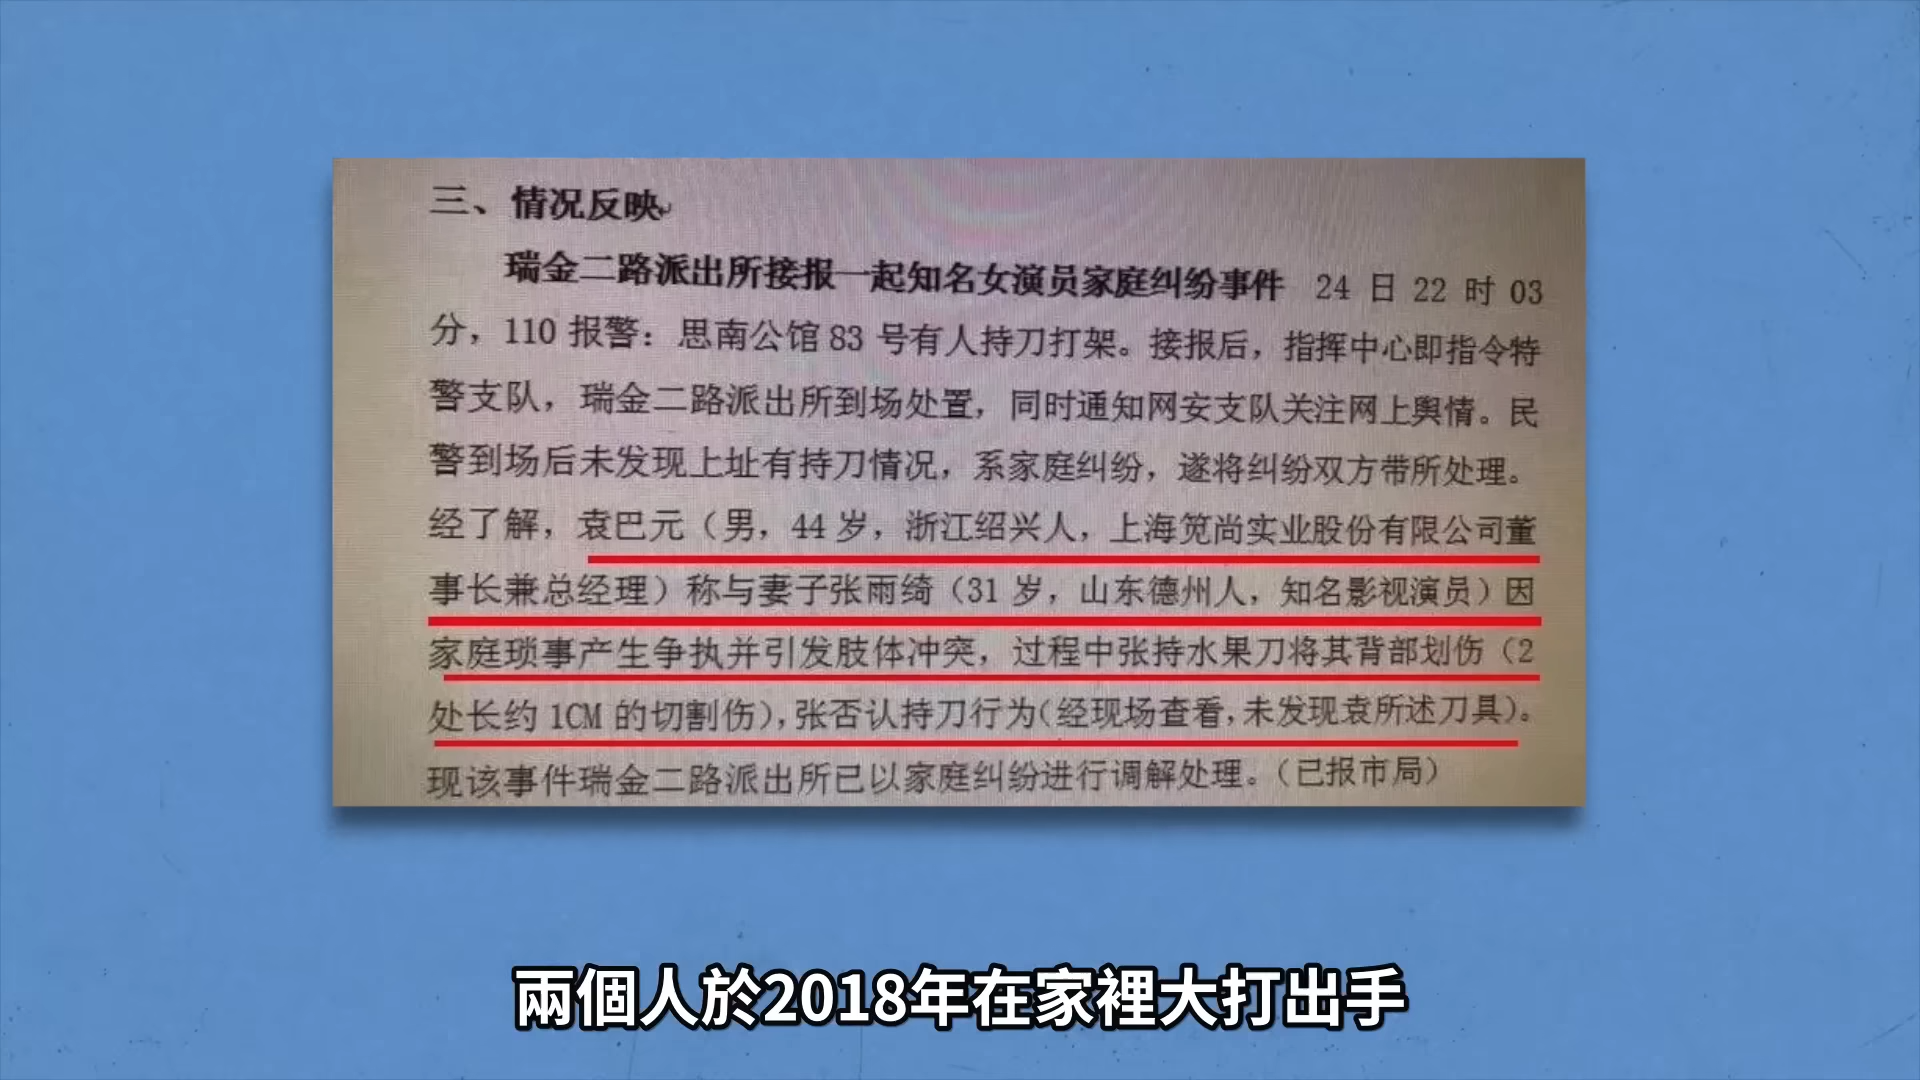 三、情况反映
瑞金二路派出所接报一起知名女演员家庭纠纷事件 24 日 22 时 03
分，110 报警：思南公馆 83 号有人持刀打架。接报后，指挥中心即指令特
警支队，瑞金二路派出所到场处置，同时通知网安支队关注网上舆情。民
警到场后未发现上址有持刀情况，系家庭纠纷，遂将纠纷双方带所处理。
经了解，袁巴元（男，44 岁，浙江绍兴人，上海笕尚实业股份有限公司董
事长兼总经理）称与妻子张雨绮（31 岁，山东德州人，知名影视演员）因
家庭琐事产生争执并引发肢体冲突，过程中张持水果刀将其背部划伤（2
处长约 1CM 的切割伤），张否认持刀行为（经现场查看，未发现袁所述刀具）。
现该事件瑞金二路派出所已以家庭纠纷进行调解处理。（已报市局）
兩個人於2018年在家裡大打出手